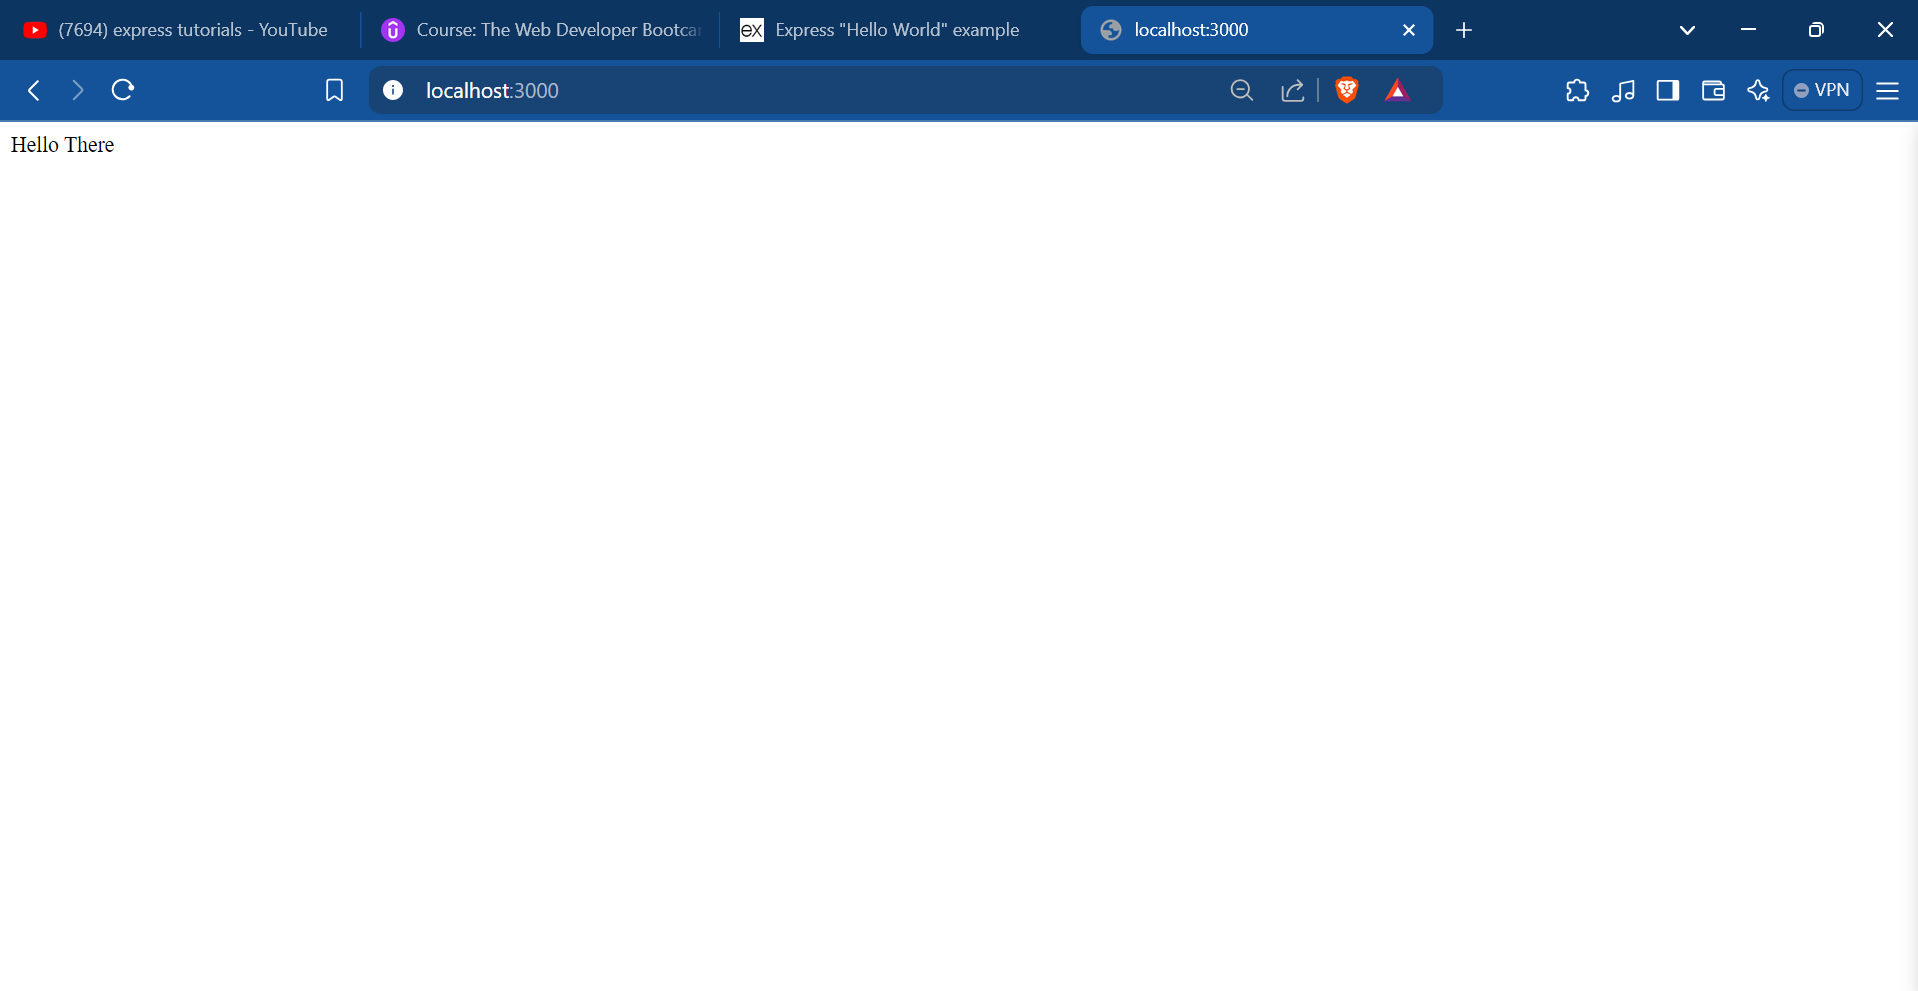 (7694) express tutorials - YouTube
Course: The Web Developer Bootca
ex Express "Hello World" example
localhost:3000
localhost:3000
VPN
Hello There